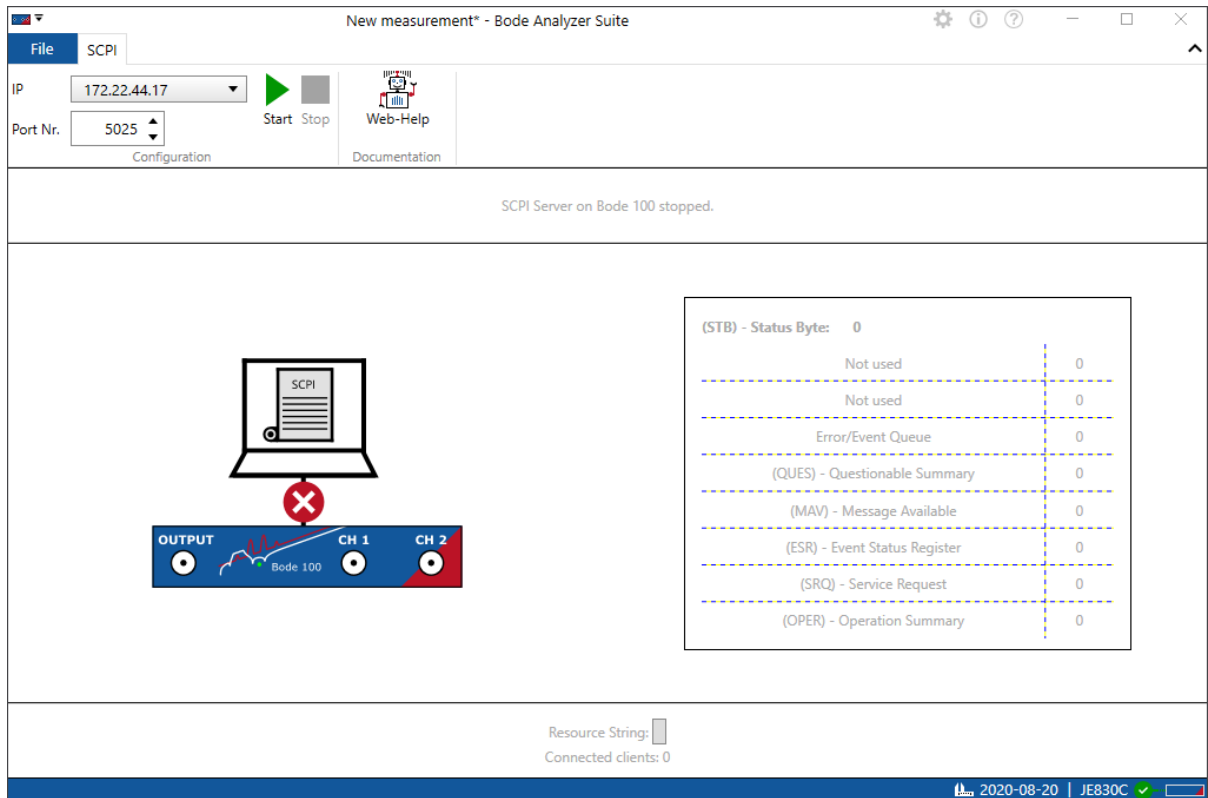 New measurement* - Bode Analyzer Suite
File SCPI
IP 172.22.44.17
Port Nr. 5025
Start Stop
Web-Help
Configuration Documentation
SCPI Server on Bode 100 stopped.
(STB) - Status Byte: 0
Not used 0
Not used 0
Error/Event Queue 0
(QUES) - Questionable Summary 0
(MAV) - Message Available 0
(ESR) - Event Status Register 0
(SRQ) - Service Request 0
(OPER) - Operation Summary 0
SCPI
OUTPUT CH 1 CH 2
Bode 100
Resource String:
Connected clients: 0
2020-08-20 | JE830C